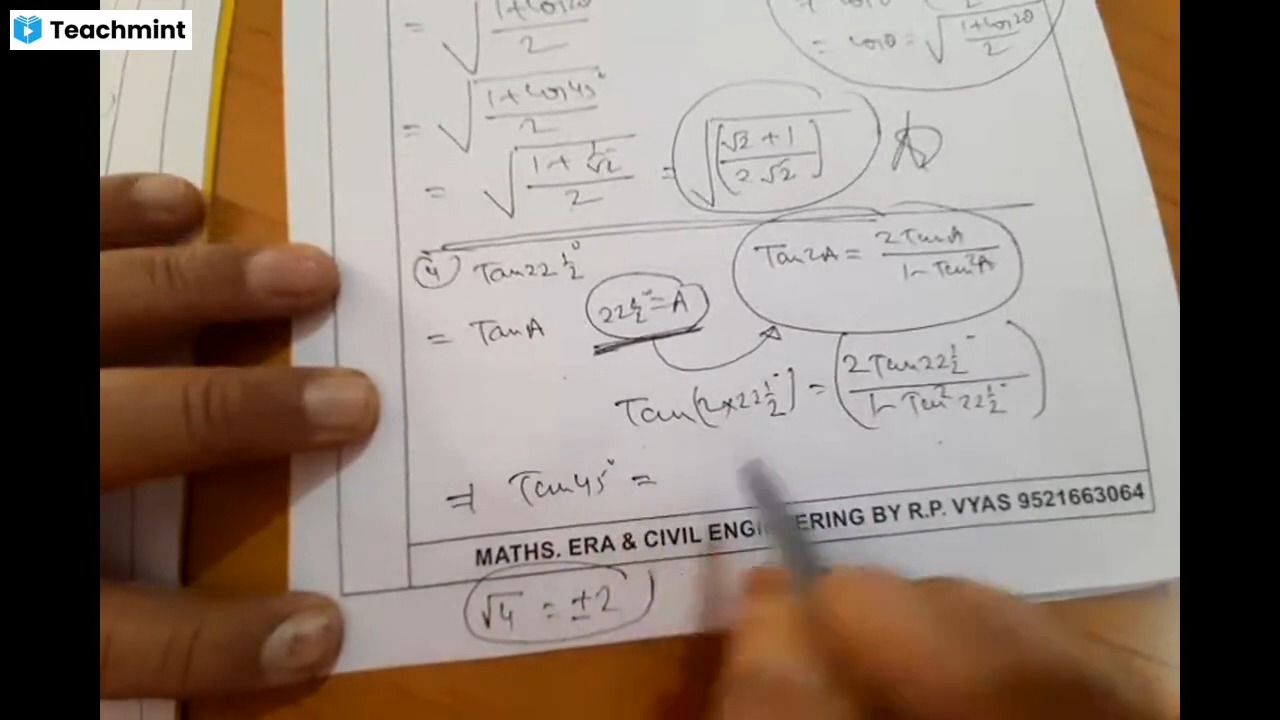 Teachmint
= √((1+cos2θ)/2)
= cosθ = √((1+cos2θ)/2)
= √((1+cos45°)/2)
= √((1+1/√2)/2) = √((√2+1)/(2√2))
4 Tan22½° Tan2A = 2TanA/(1-Tan²A)
= TanA 22½° = A
Tan(2×22½°) = (2Tan22½°/(1-Tan²22½°))
⇒ Tan45° =
MATHS. ERA & CIVIL ENGINEERING BY R.P. VYAS 9521663064
√4 = ±2